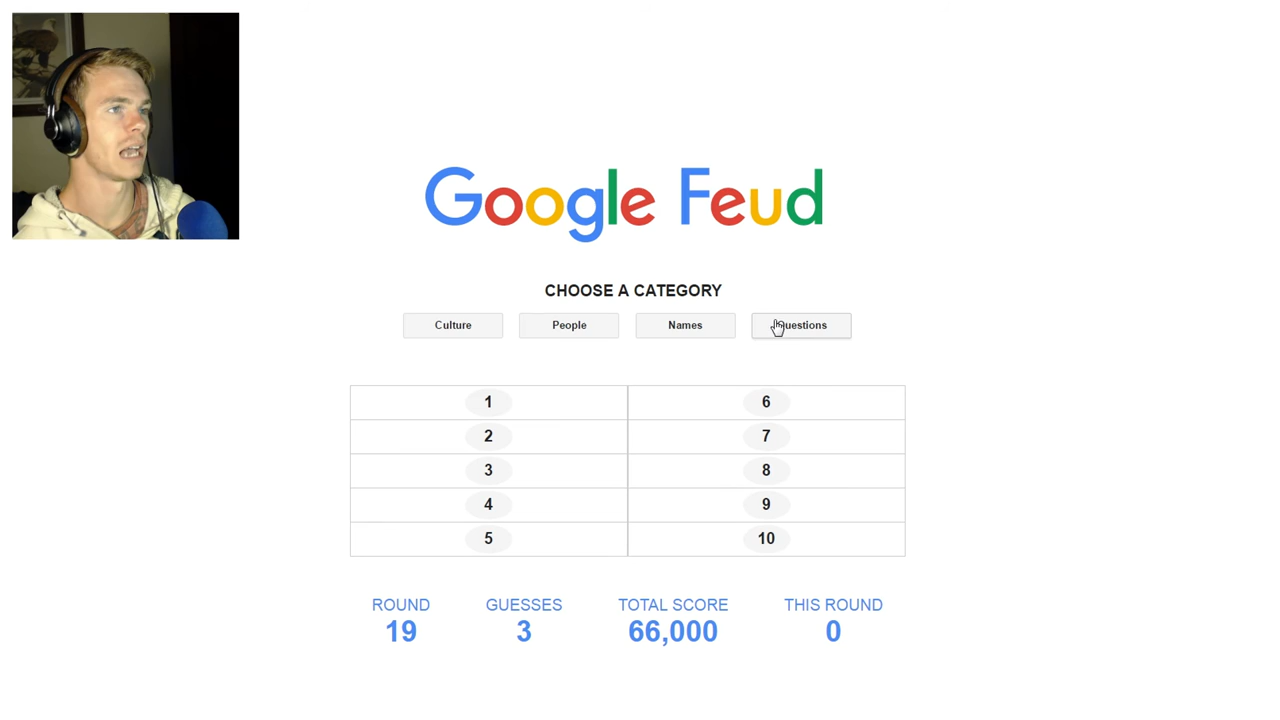 Google Feud
CHOOSE A CATEGORY
Culture People Names uestions
1 6
2 7
3 8
4 9
5 10
ROUND GUESSES TOTAL SCORE THIS ROUND
19 3 66,000 0